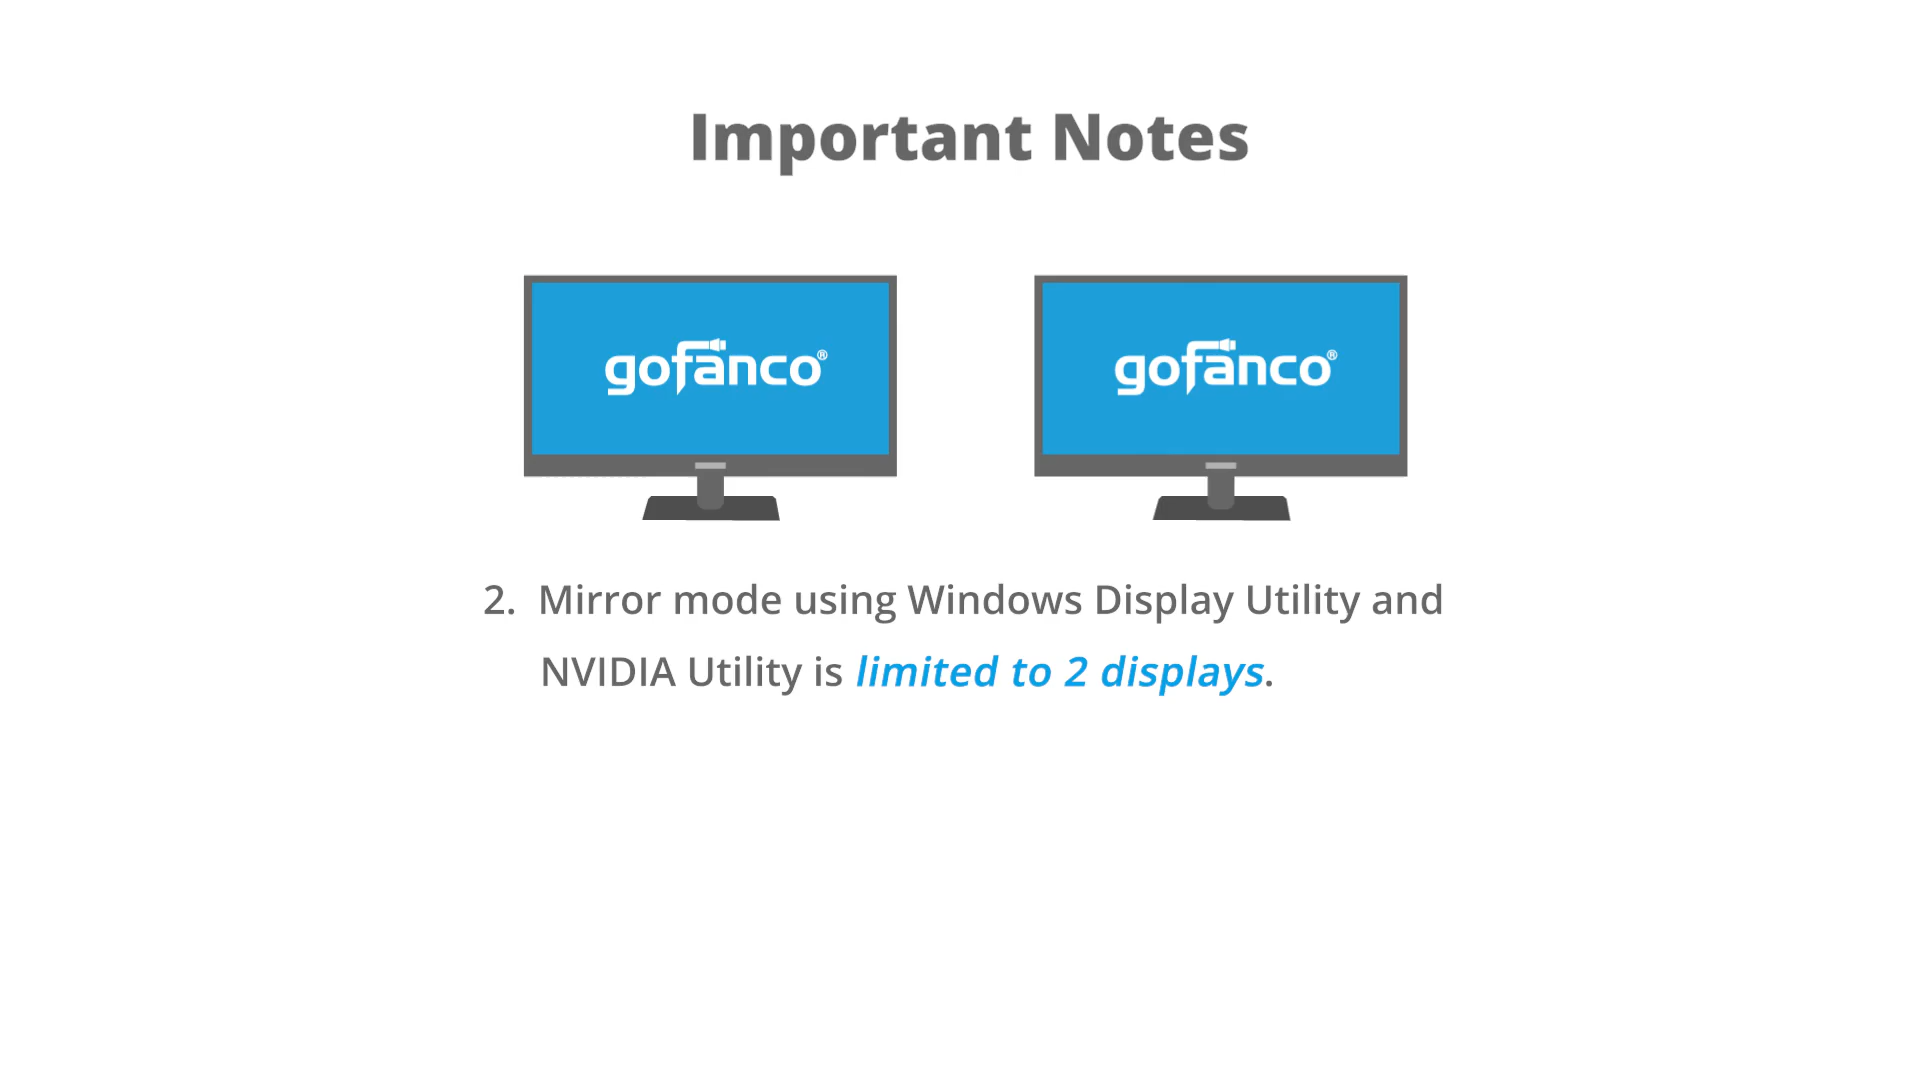 Important Notes
gofanco®
gofanco®
2. Mirror mode using Windows Display Utility and
NVIDIA Utility is limited to 2 displays.